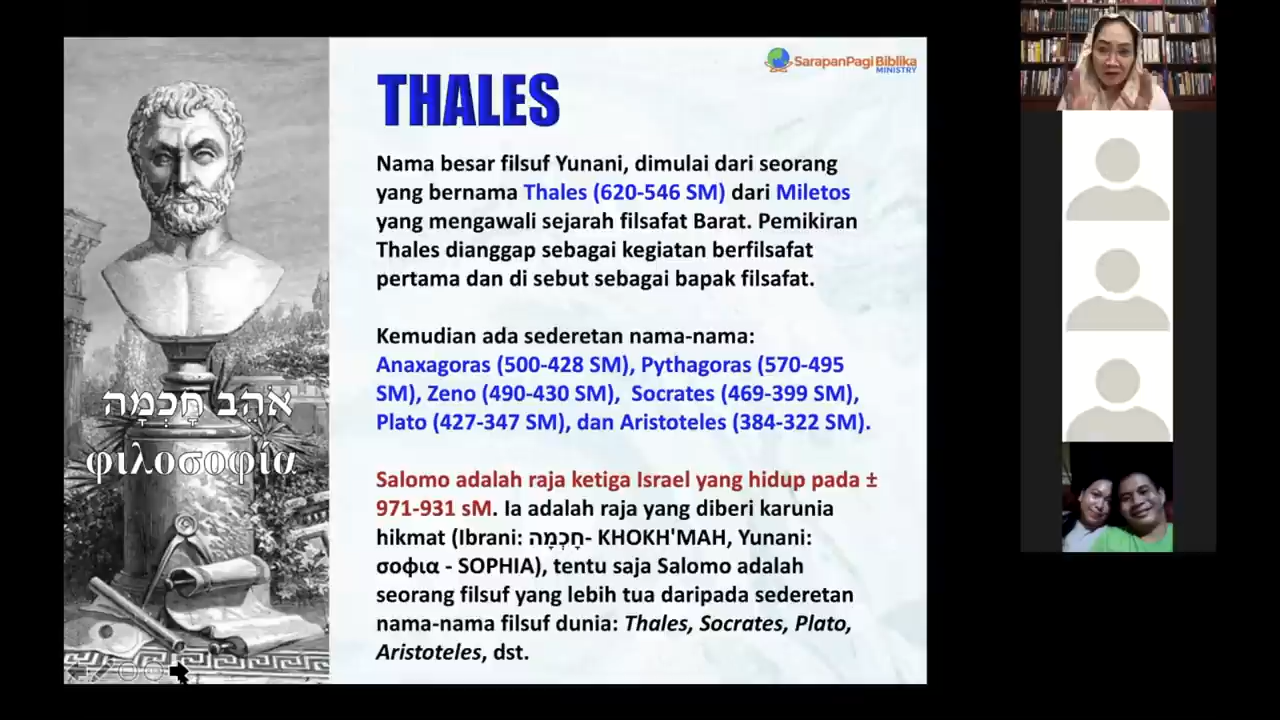 SarapanPagi Biblika
MINISTRY
THALES
Nama besar filsuf Yunani, dimulai dari seorang
yang bernama Thales (620-546 SM) dari Miletos
yang mengawali sejarah filsafat Barat. Pemikiran
Thales dianggap sebagai kegiatan berfilsafat
pertama dan di sebut sebagai bapak filsafat.
Kemudian ada sederetan nama-nama:
Anaxagoras (500-428 SM), Pythagoras (570-495
SM), Zeno (490-430 SM), Socrates (469-399 SM),
Plato (427-347 SM), dan Aristoteles (384-322 SM).
Salomo adalah raja ketiga Israel yang hidup pada ±
971-931 sM. Ia adalah raja yang diberi karunia
hikmat (Ibrani: חָכְמָה- KHOKH'MAH, Yunani:
σοφια - SOPHIA), tentu saja Salomo adalah
seorang filsuf yang lebih tua daripada sederetan
nama-nama filsuf dunia: Thales, Socrates, Plato,
Aristoteles, dst.
אֹהֵב חָכְמָה
φιλοσοφία